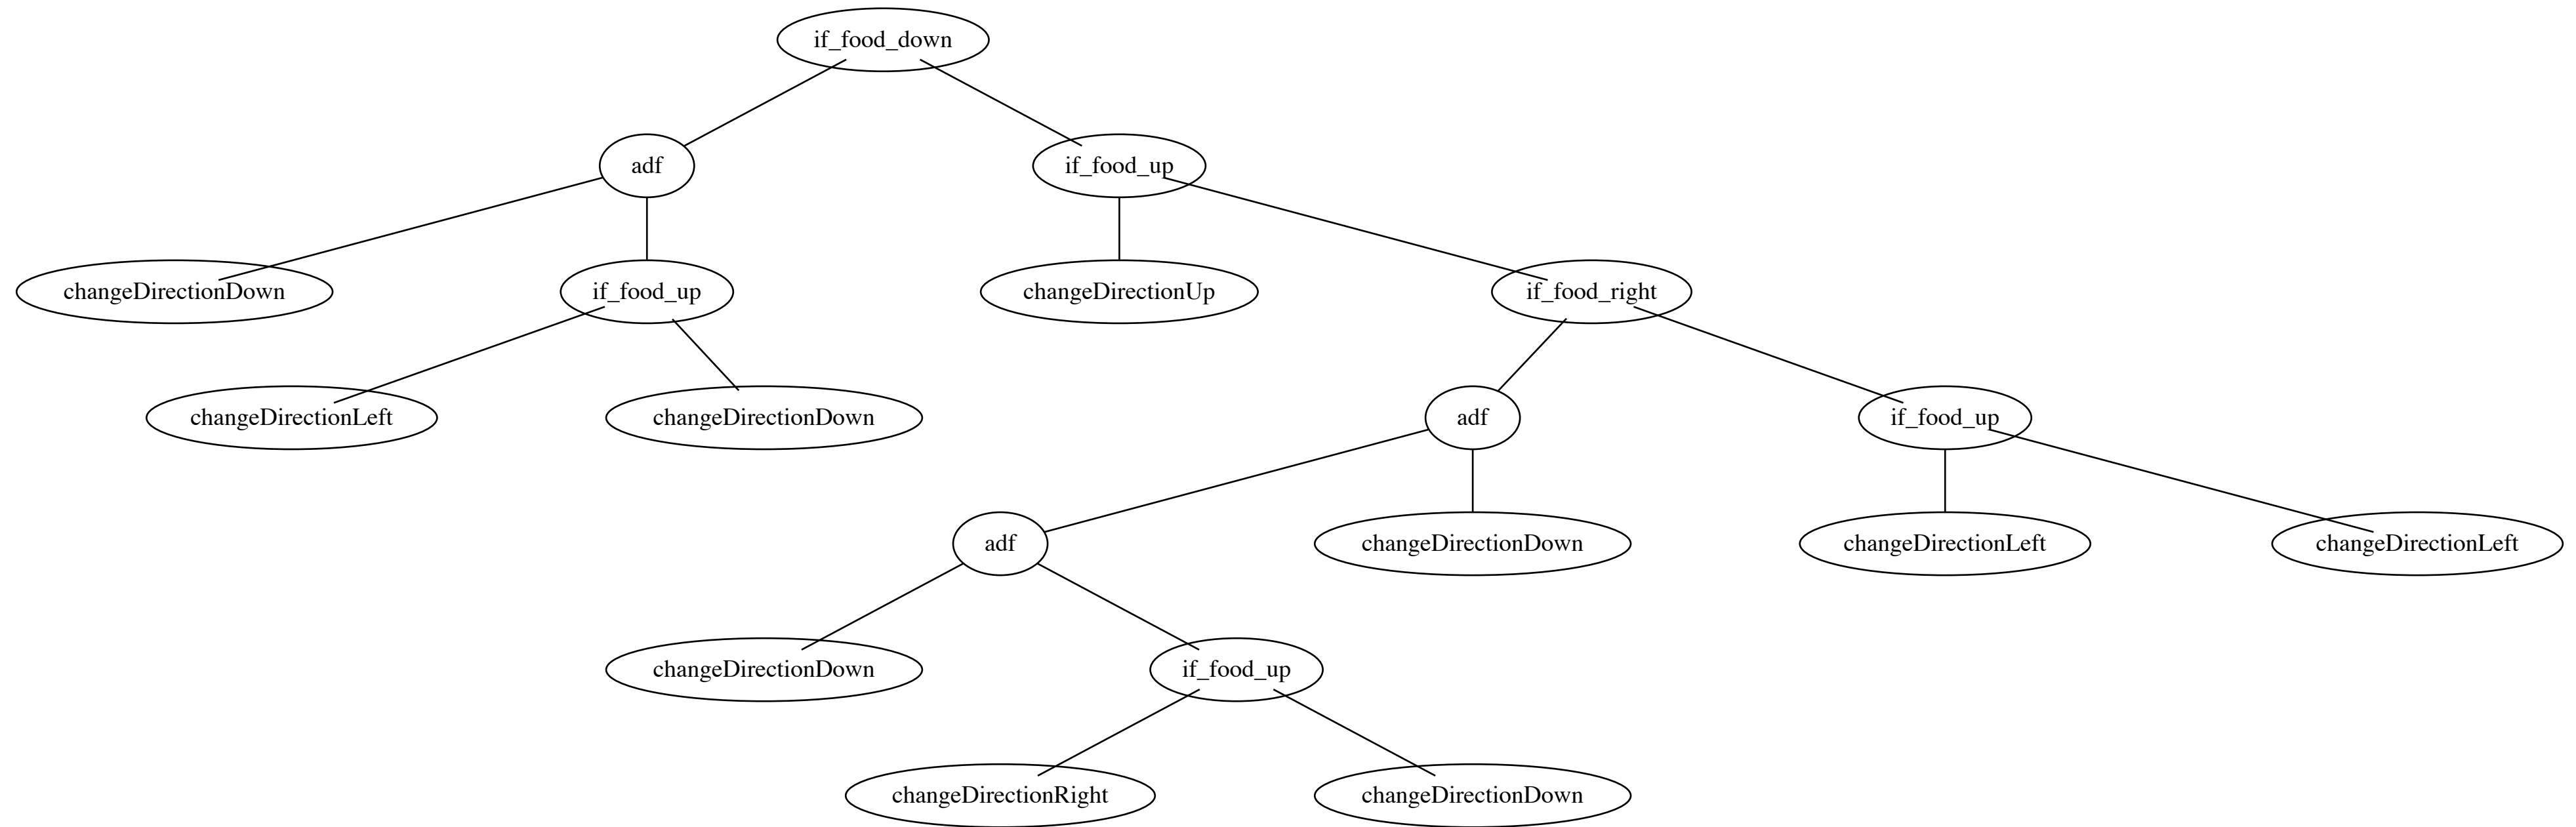 if_food_down
adf
if_food_up
changeDirectionDown
if_food_up
changeDirectionUp
if_food_right
changeDirectionLeft
changeDirectionDown
adf
if_food_up
adf
changeDirectionDown
changeDirectionLeft
changeDirectionLeft
changeDirectionDown
if_food_up
changeDirectionRight
changeDirectionDown